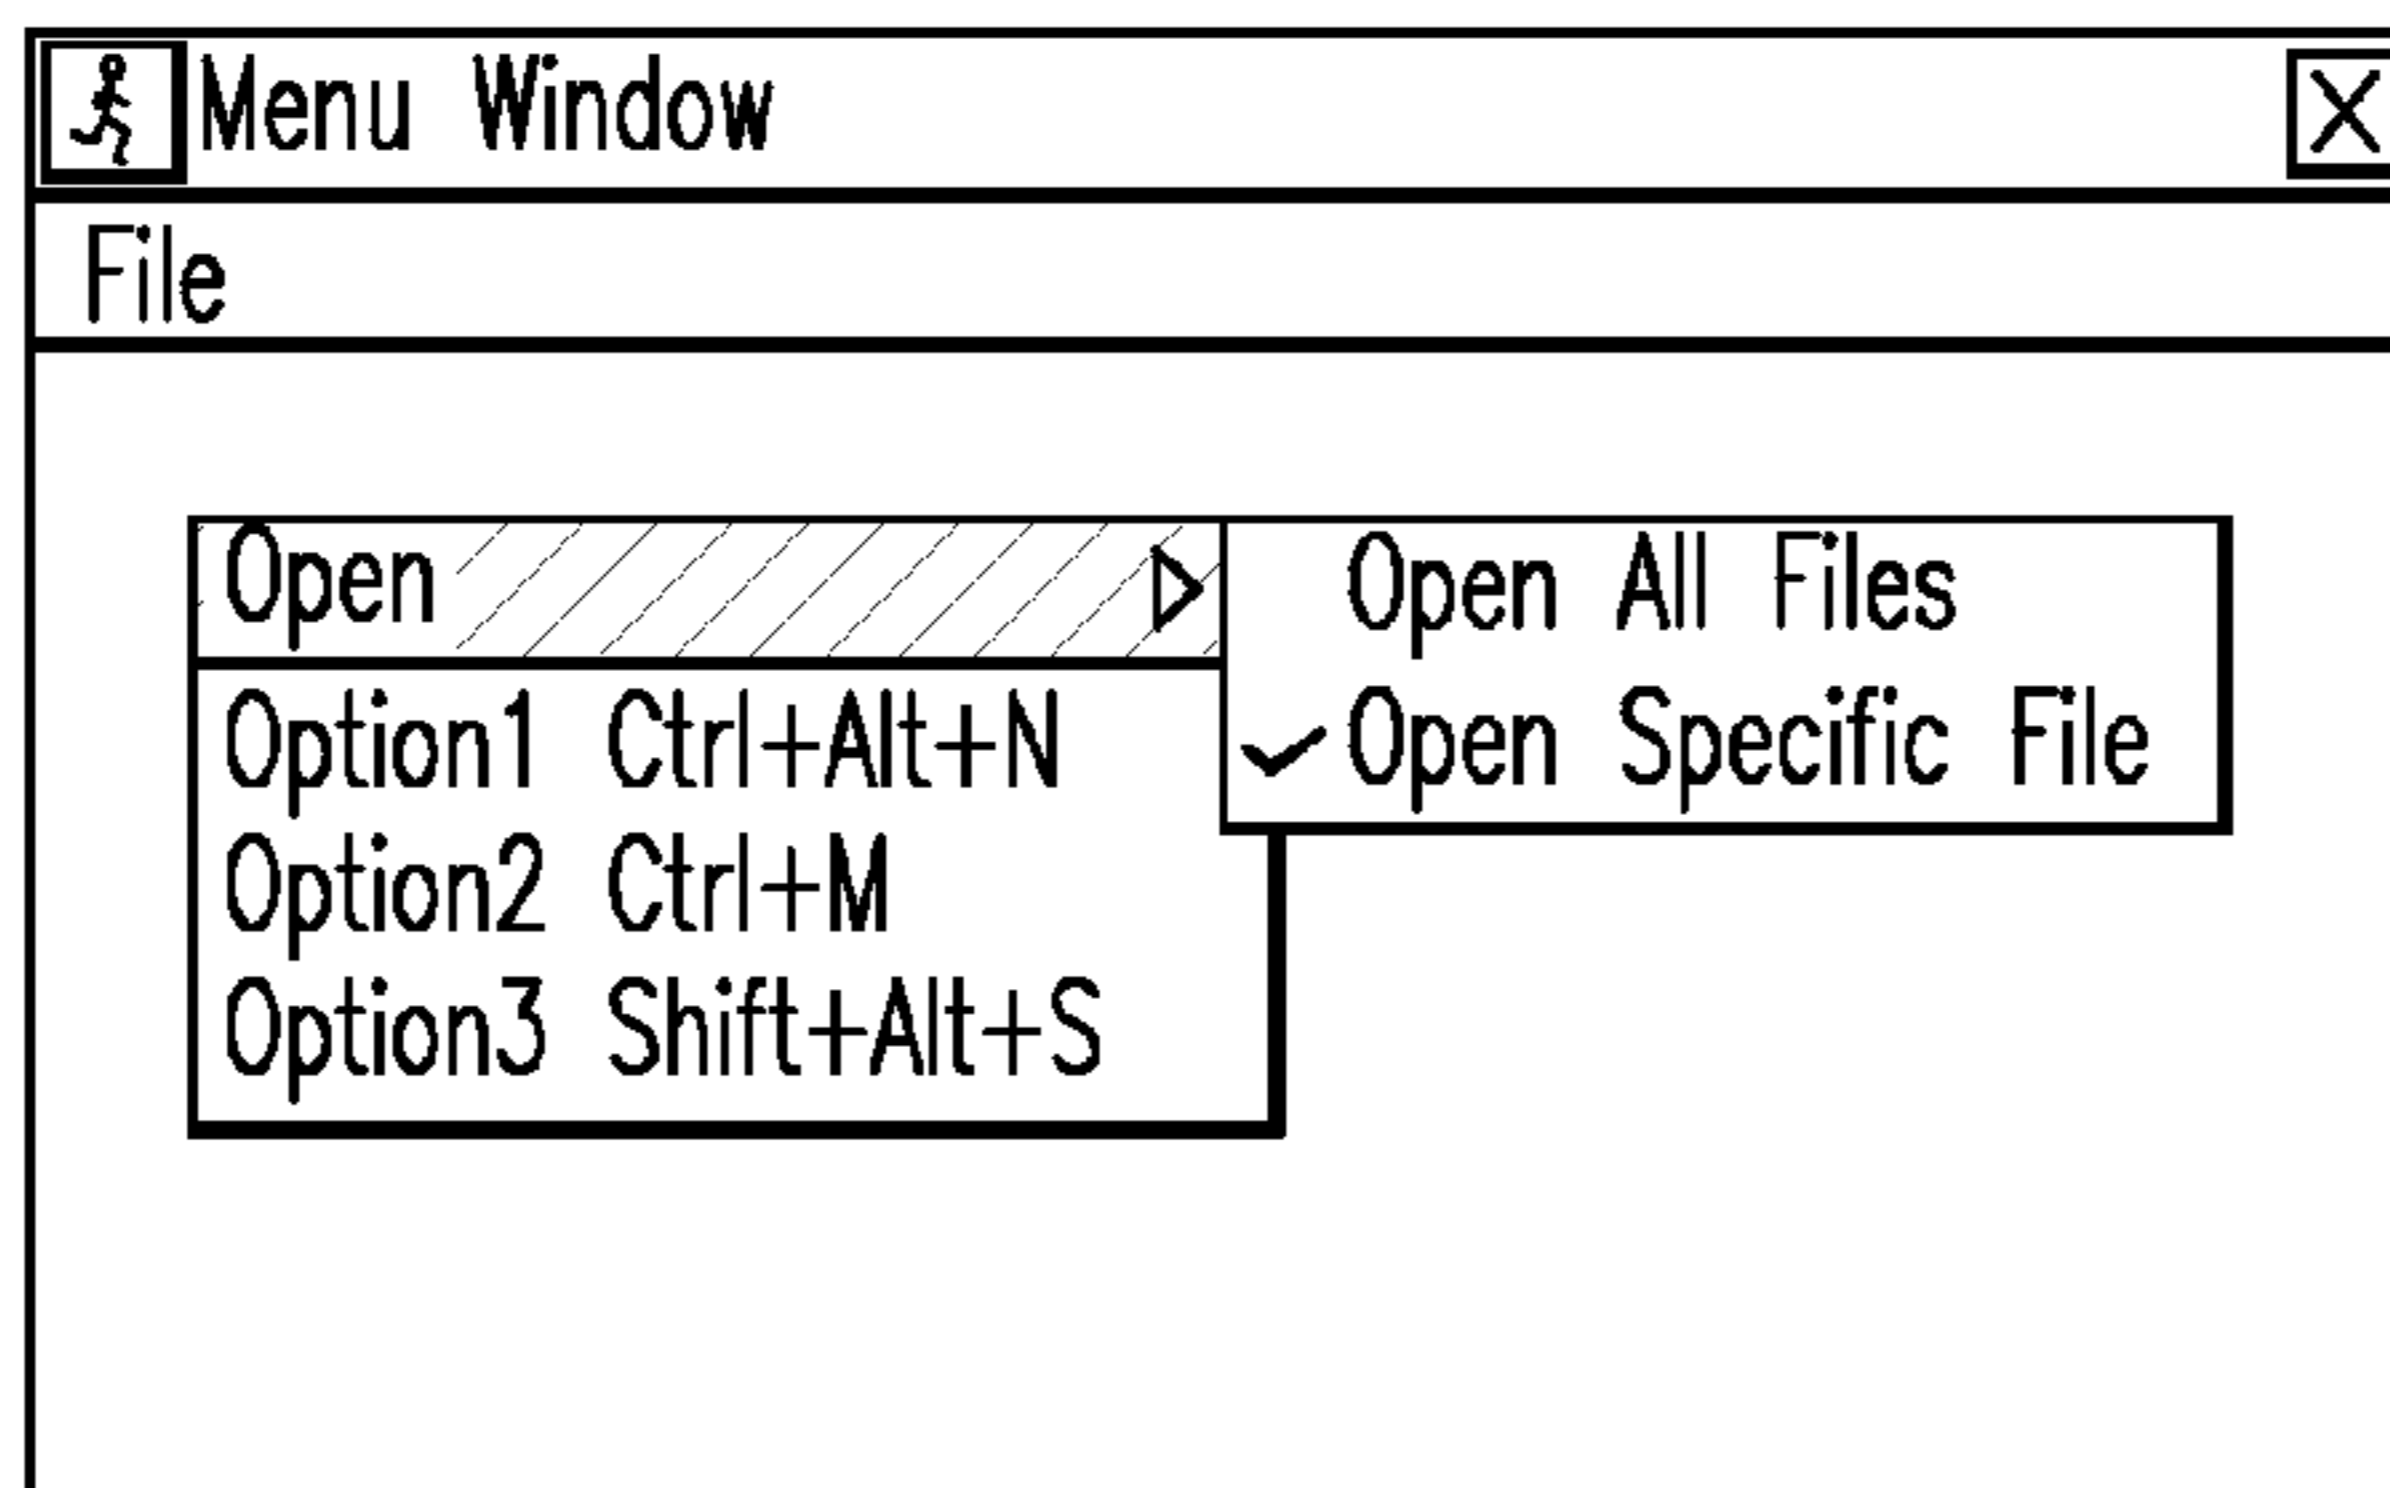 Menu Window
File
Open
Option1 Ctrl+Alt+N
Option2 Ctrl+M
Option3 Shift+Alt+S
Open All Files
Open Specific File